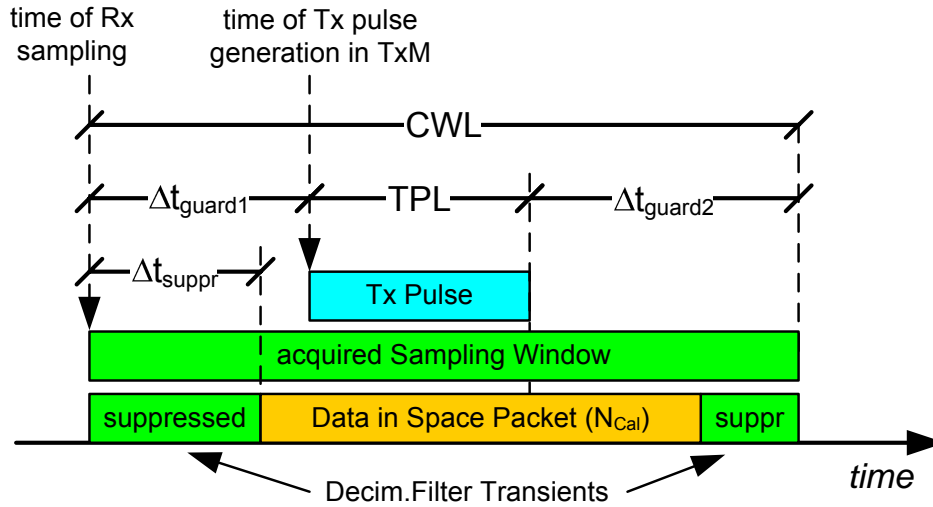 time of Rx
sampling
time of Tx pulse
generation in TxM
CWL
Δtguard1
TPL
Δtguard2
Δtsuppr
Tx Pulse
acquired Sampling Window
suppressed
Data in Space Packet (NCal)
suppr
time
Decim.Filter Transients